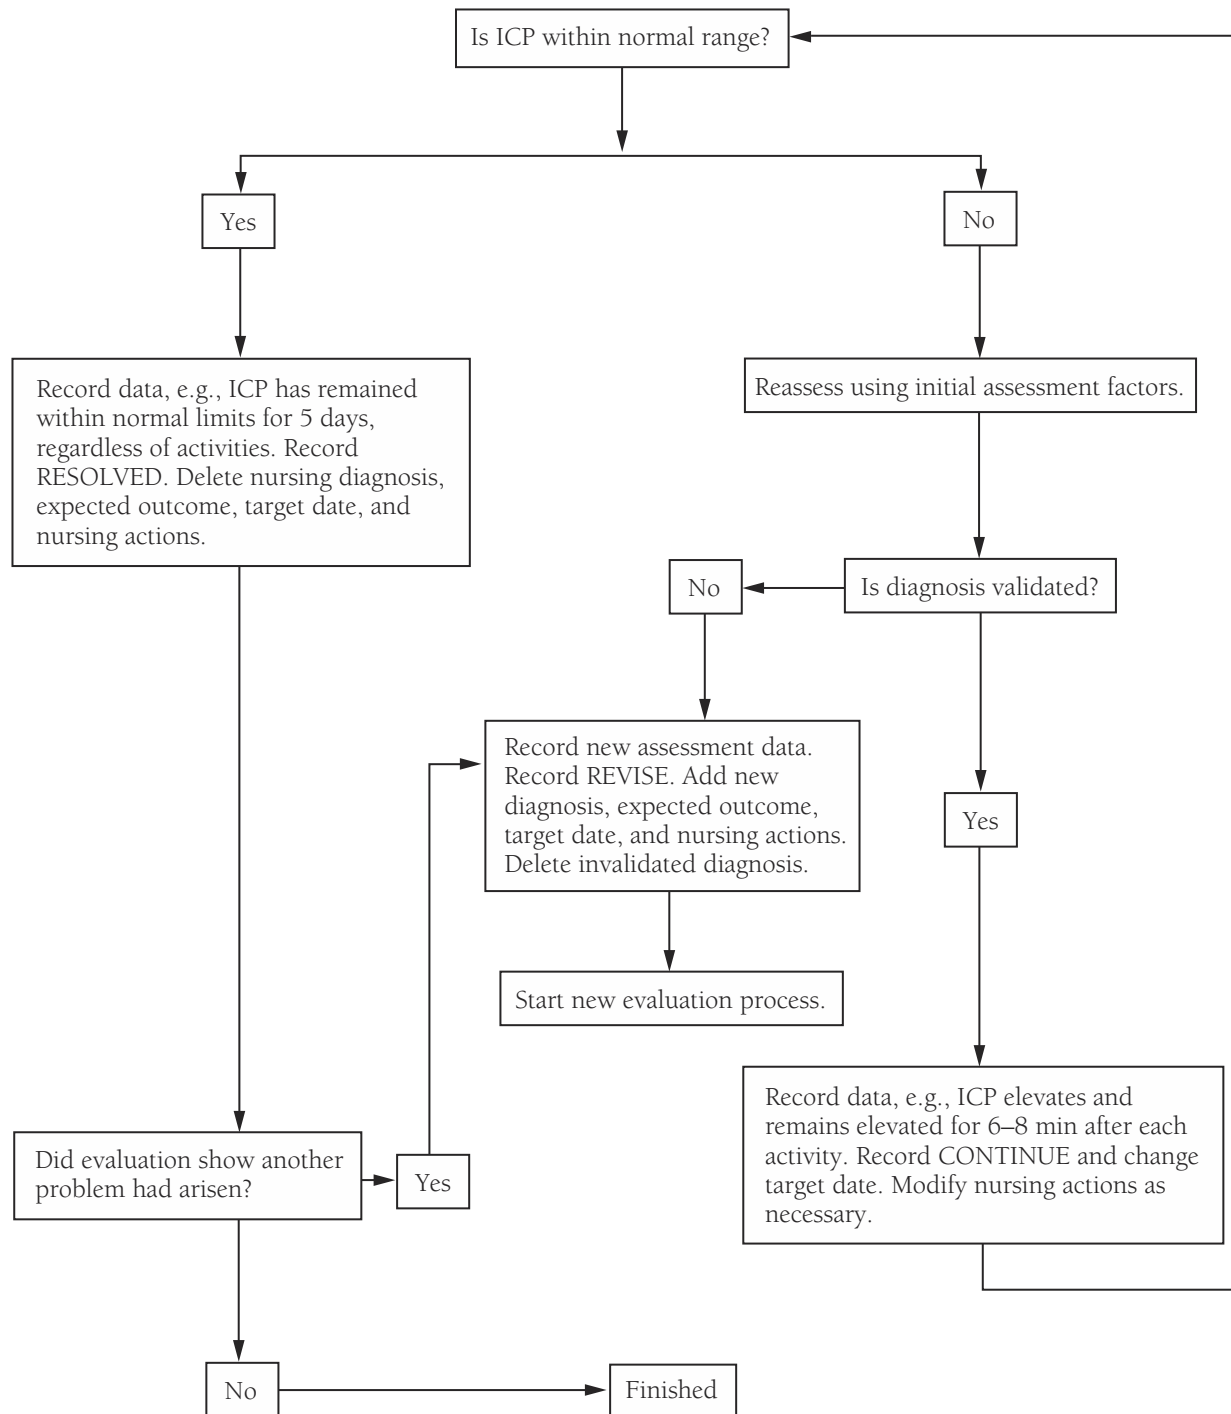 Is ICP within normal range?
Yes
No
Record data, e.g., ICP has remained
within normal limits for 5 days,
regardless of activities. Record
RESOLVED. Delete nursing diagnosis,
expected outcome, target date, and
nursing actions.
Reassess using initial assessment factors.
Is diagnosis validated?
No
Yes
Record new assessment data.
Record REVISE. Add new
diagnosis, expected outcome,
target date, and nursing actions.
Delete invalidated diagnosis.
Start new evaluation process.
Record data, e.g., ICP elevates and
remains elevated for 6–8 min after each
activity. Record CONTINUE and change
target date. Modify nursing actions as
necessary.
Did evaluation show another
problem had arisen?
Yes
No
Finished